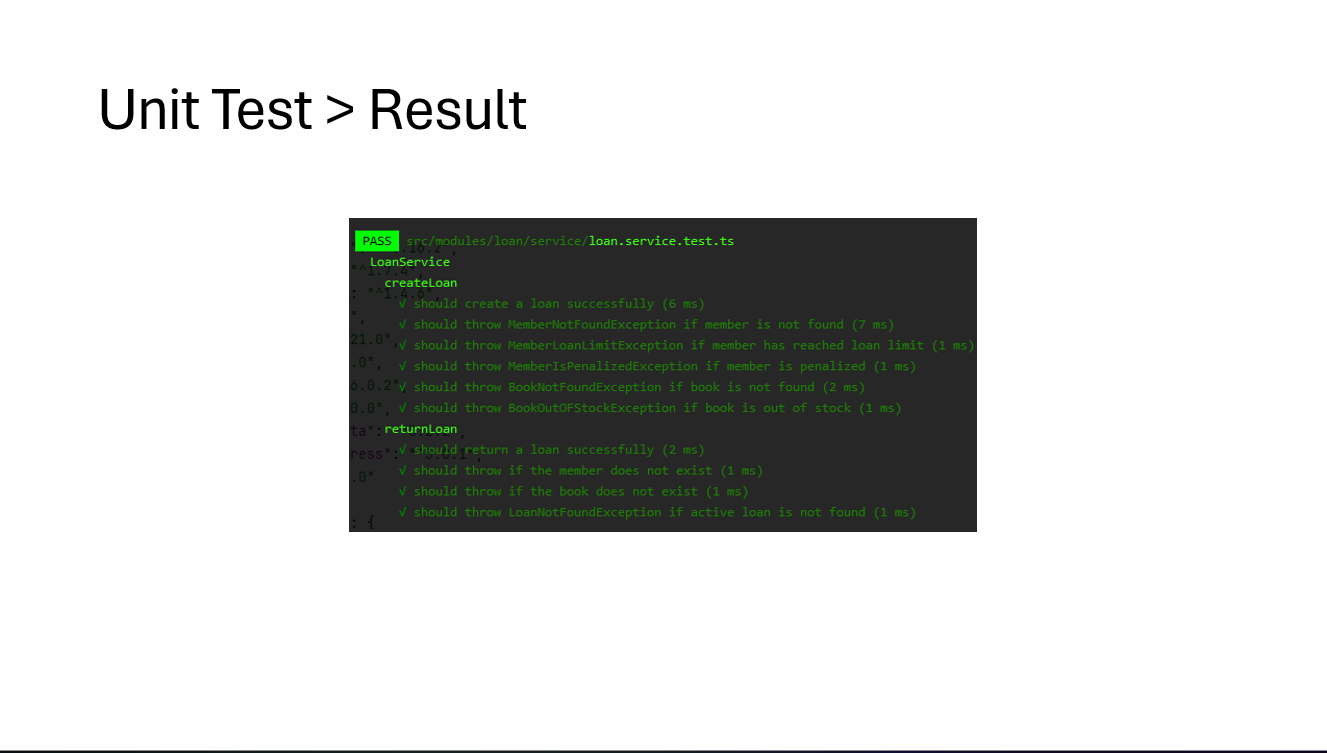 Unit Test > Result
PASS src/modules/loan/service/loan.service.test.ts
LoanService
createLoan
√ should create a loan successfully (6 ms)
√ should throw MemberNotFoundException if member is not found (7 ms)
√ should throw MemberLoanLimitException if member has reached loan limit (1 ms)
√ should throw MemberIsPenalizedException if member is penalized (1 ms)
√ should throw BookNotFoundException if book is not found (2 ms)
√ should throw BookOutOFStockException if book is out of stock (1 ms)
returnLoan
√ should return a loan successfully (2 ms)
√ should throw if the member does not exist (1 ms)
√ should throw if the book does not exist (1 ms)
√ should throw LoanNotFoundException if active loan is not found (1 ms)